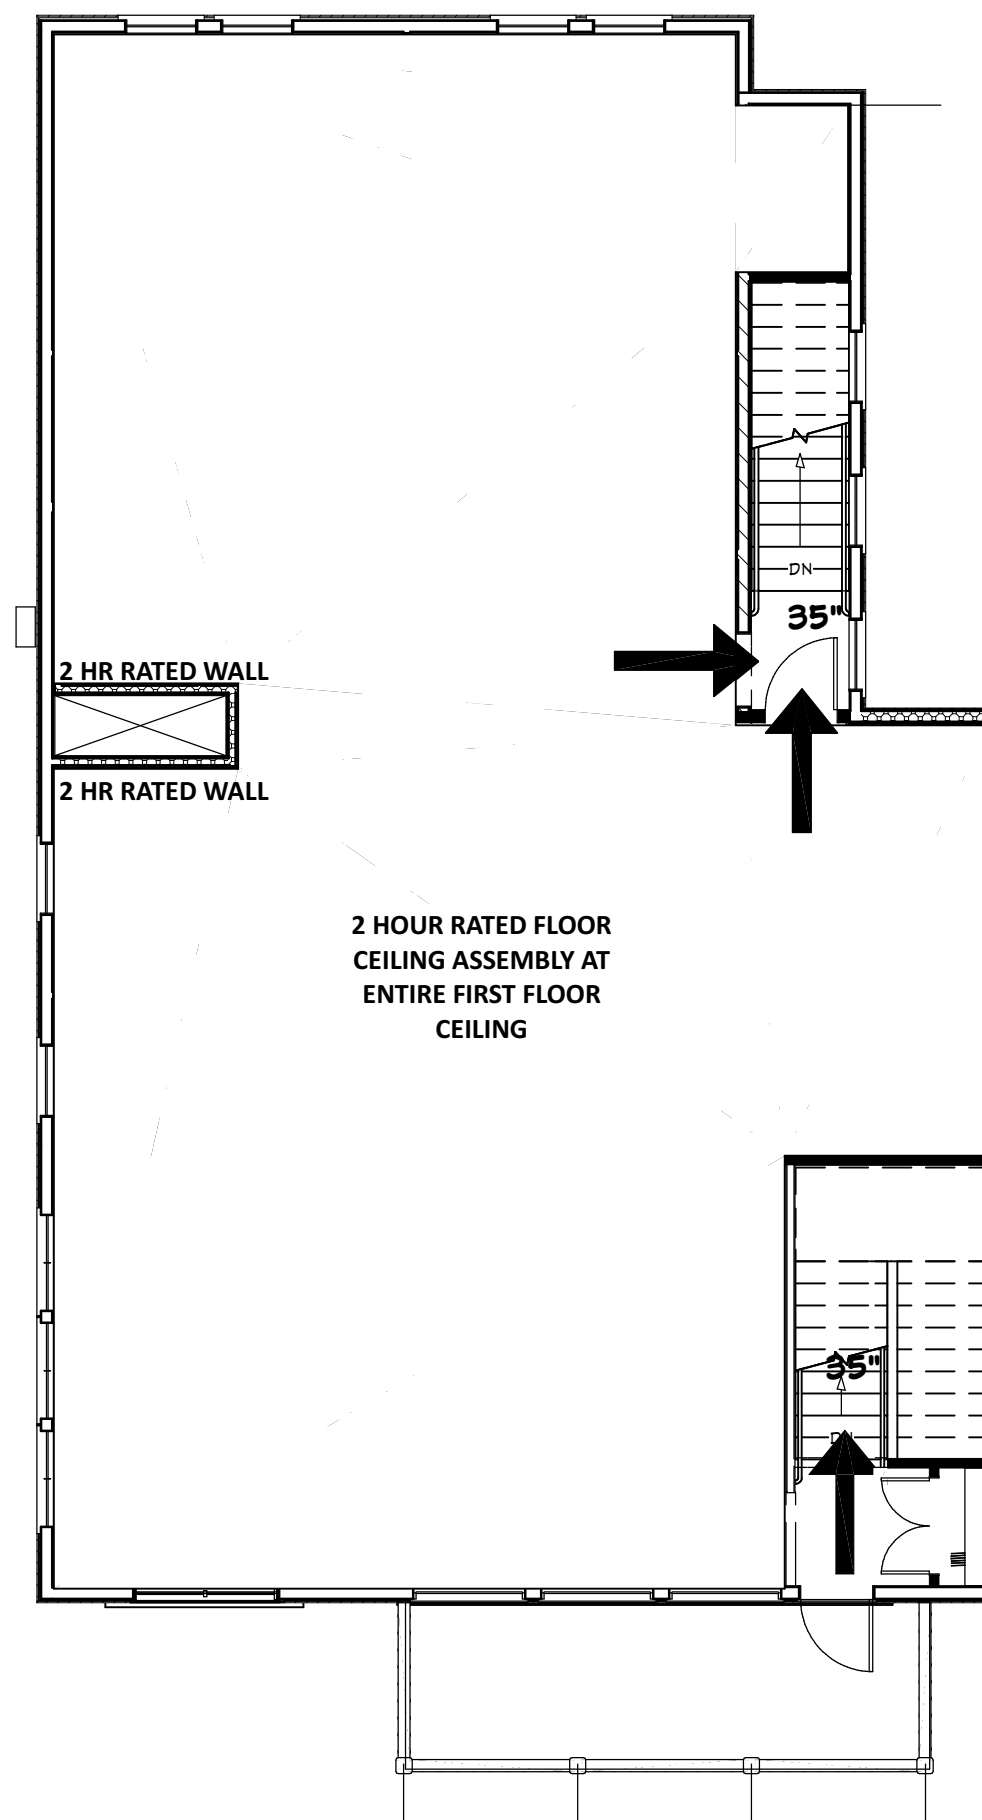 DN
35"
2 HR RATED WALL
2 HR RATED WALL
2 HOUR RATED FLOOR
CEILING ASSEMBLY AT
ENTIRE FIRST FLOOR
CEILING
35"
DN